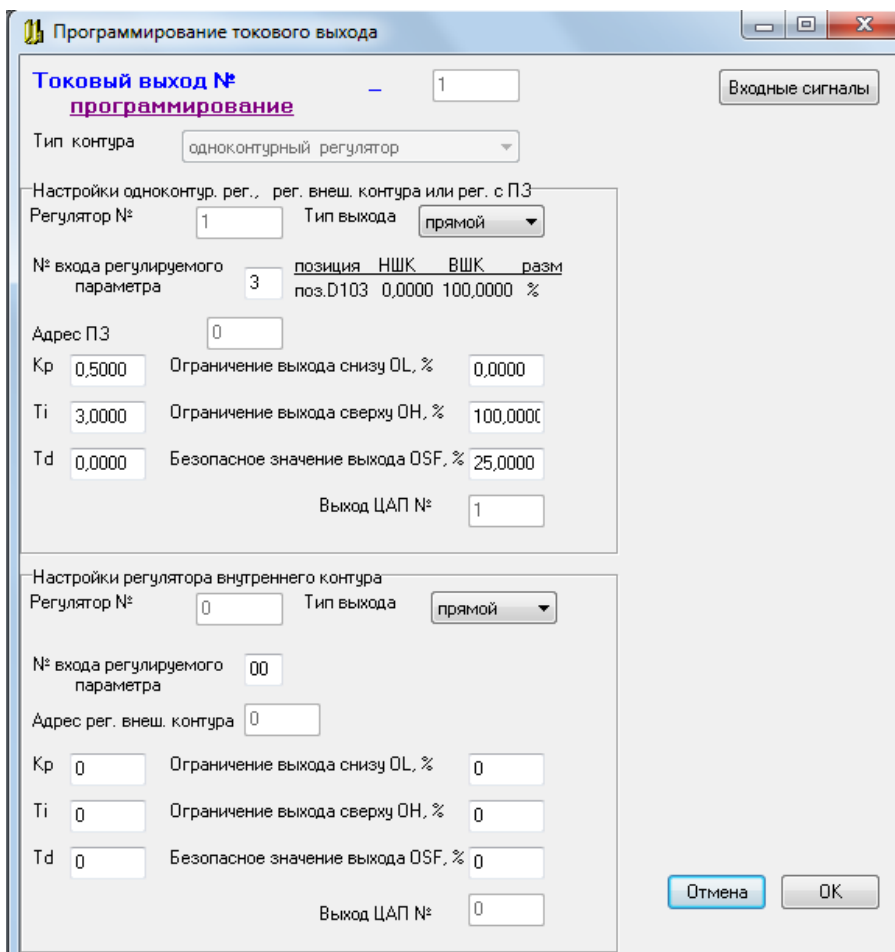 Программирование токового выхода
Токовый выход № _ 1 Входные сигналы
программирование
Тип контура одноконтурный регулятор
Настройки одноконтур. рег., рег. внеш. контура или рег. с ПЗ
Регулятор № 1 Тип выхода прямой
№ входа регулируемого параметра 3 позиция НШК ВШК разм
поз.D103 0,0000 100,0000 %
Адрес ПЗ 0
Kp 0,5000 Ограничение выхода снизу OL, % 0,0000
Ti 3,0000 Ограничение выхода сверху OH, % 100,0000
Td 0,0000 Безопасное значение выхода OSF, % 25,0000
Выход ЦАП № 1
Настройки регулятора внутреннего контура
Регулятор № 0 Тип выхода прямой
№ входа регулируемого параметра 00
Адрес рег. внеш. контура 0
Kp 0 Ограничение выхода снизу OL, % 0
Ti 0 Ограничение выхода сверху OH, % 0
Td 0 Безопасное значение выхода OSF, % 0
Отмена OK
Выход ЦАП № 0